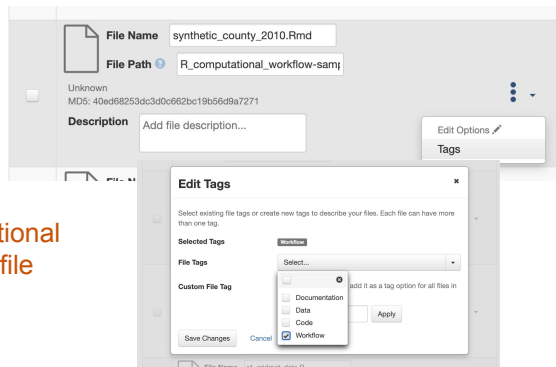 File Name synthetic_county_2010.Rmd
File Path R_computational_workflow-samp
Unknown
MD5: 40ed68253dc3d0c662bc19b56d9a7271
Description Add file description...
Edit Options
Tags
tional
file
Edit Tags
Select existing file tags or create new tags to describe your files. Each file can have more
than one tag.
Selected Tags Workflow
File Tags Select...
Custom File Tag add it as a tag option for all files in
Documentation
Data
Code
Workflow
Apply
Save Changes Cancel